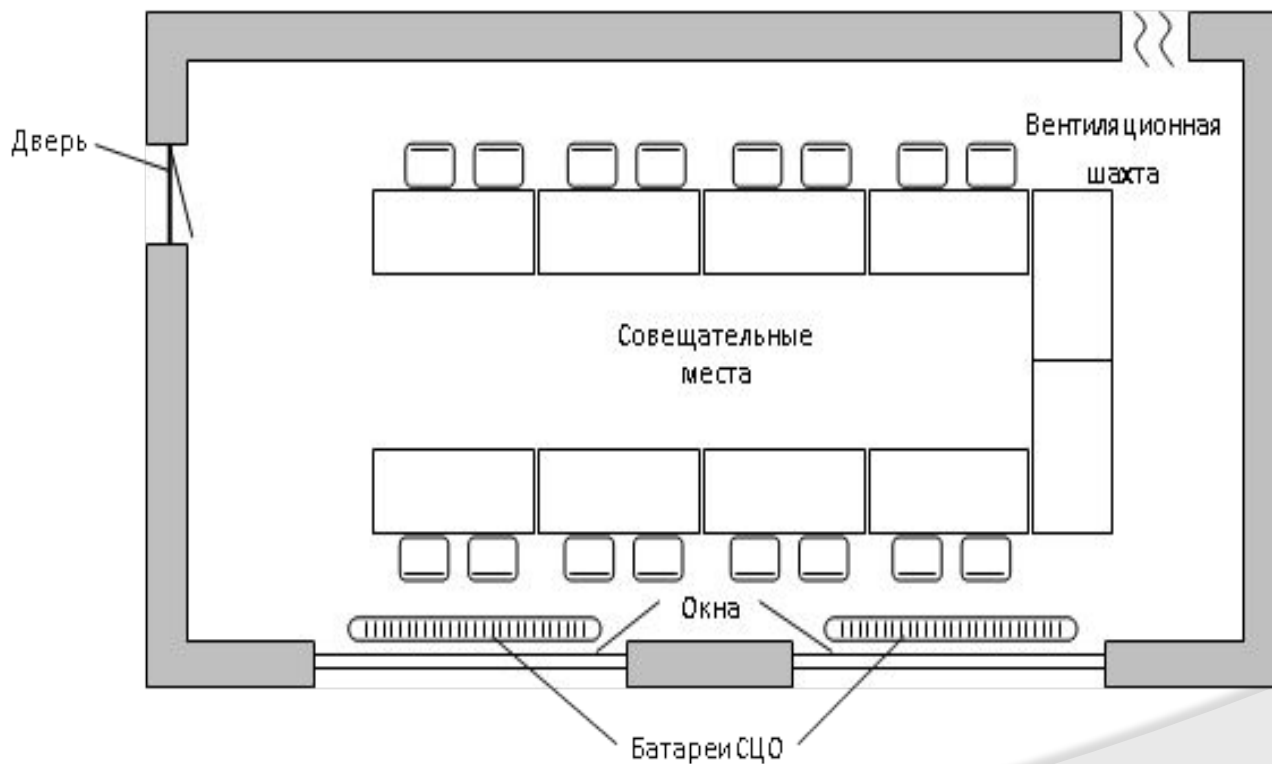 Дверь
Вентиляционная
шахта
Совещательные
места
Окна
Батареи СЦО